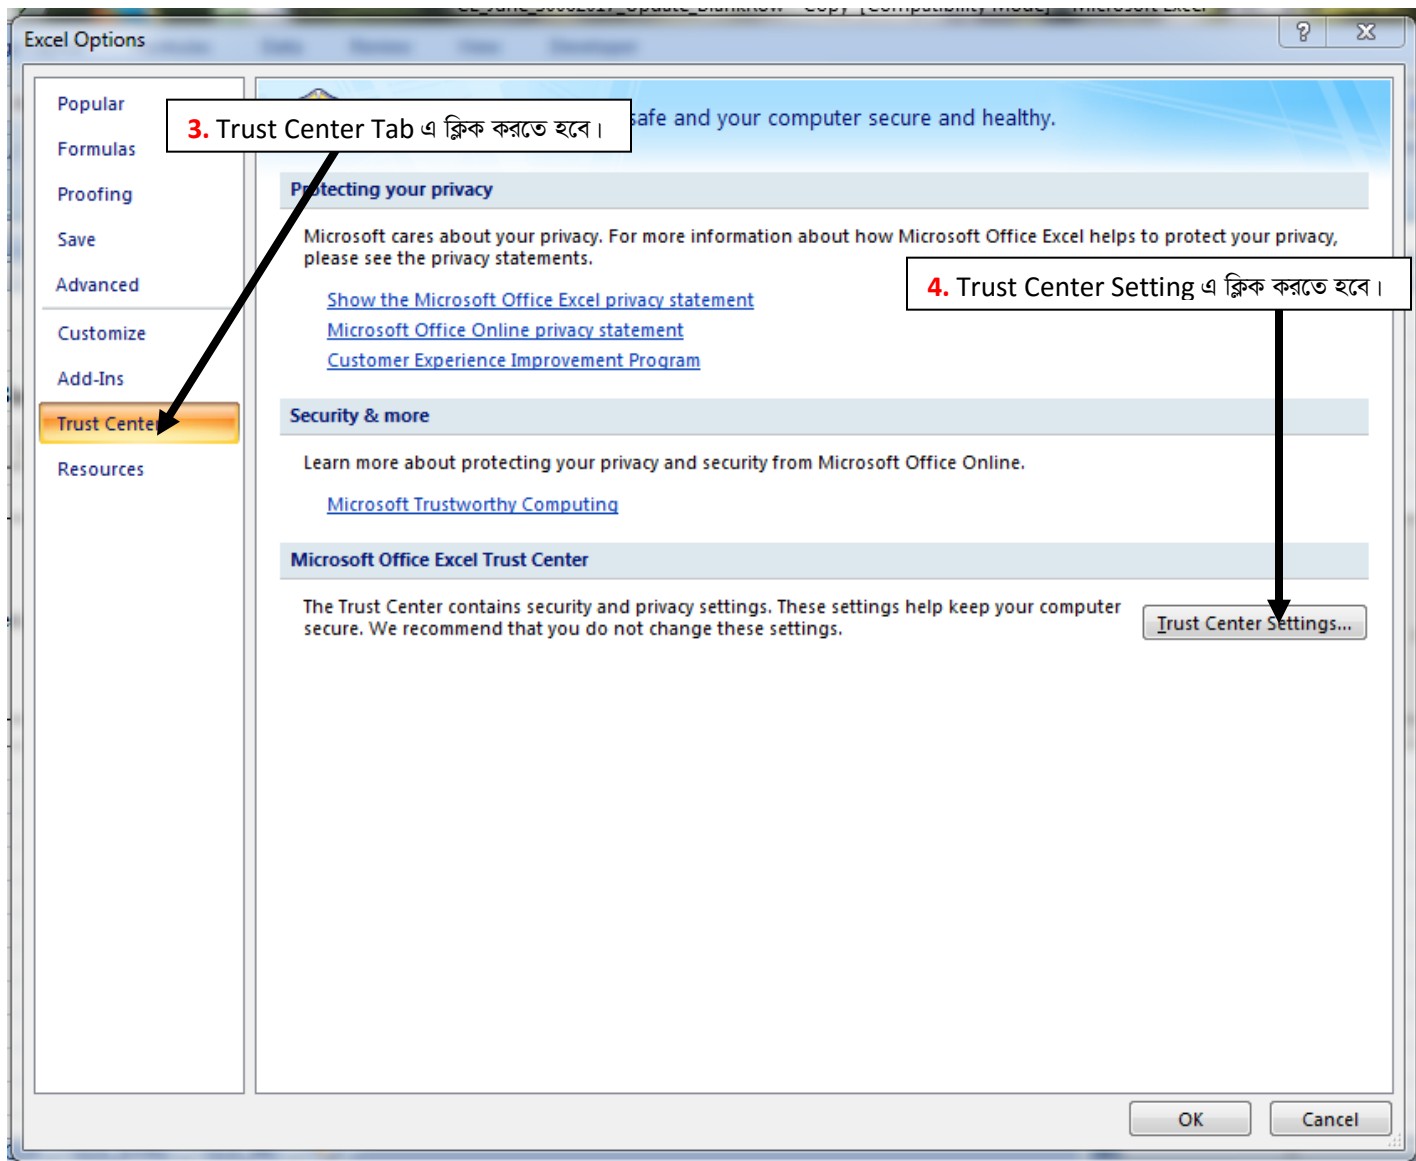 Excel Options
Popular
Formulas
Proofing
Save
Advanced
Customize
Add-Ins
Trust Center
Resources
3. Trust Center Tab এ ক্লিক করতে হবে।
safe and your computer secure and healthy.
Protecting your privacy
Microsoft cares about your privacy. For more information about how Microsoft Office Excel helps to protect your privacy,
please see the privacy statements.
4. Trust Center Setting এ ক্লিক করতে হবে।
Show the Microsoft Office Excel privacy statement
Microsoft Office Online privacy statement
Customer Experience Improvement Program
Security & more
Learn more about protecting your privacy and security from Microsoft Office Online.
Microsoft Trustworthy Computing
Microsoft Office Excel Trust Center
The Trust Center contains security and privacy settings. These settings help keep your computer
secure. We recommend that you do not change these settings.
Trust Center Settings...
OK
Cancel